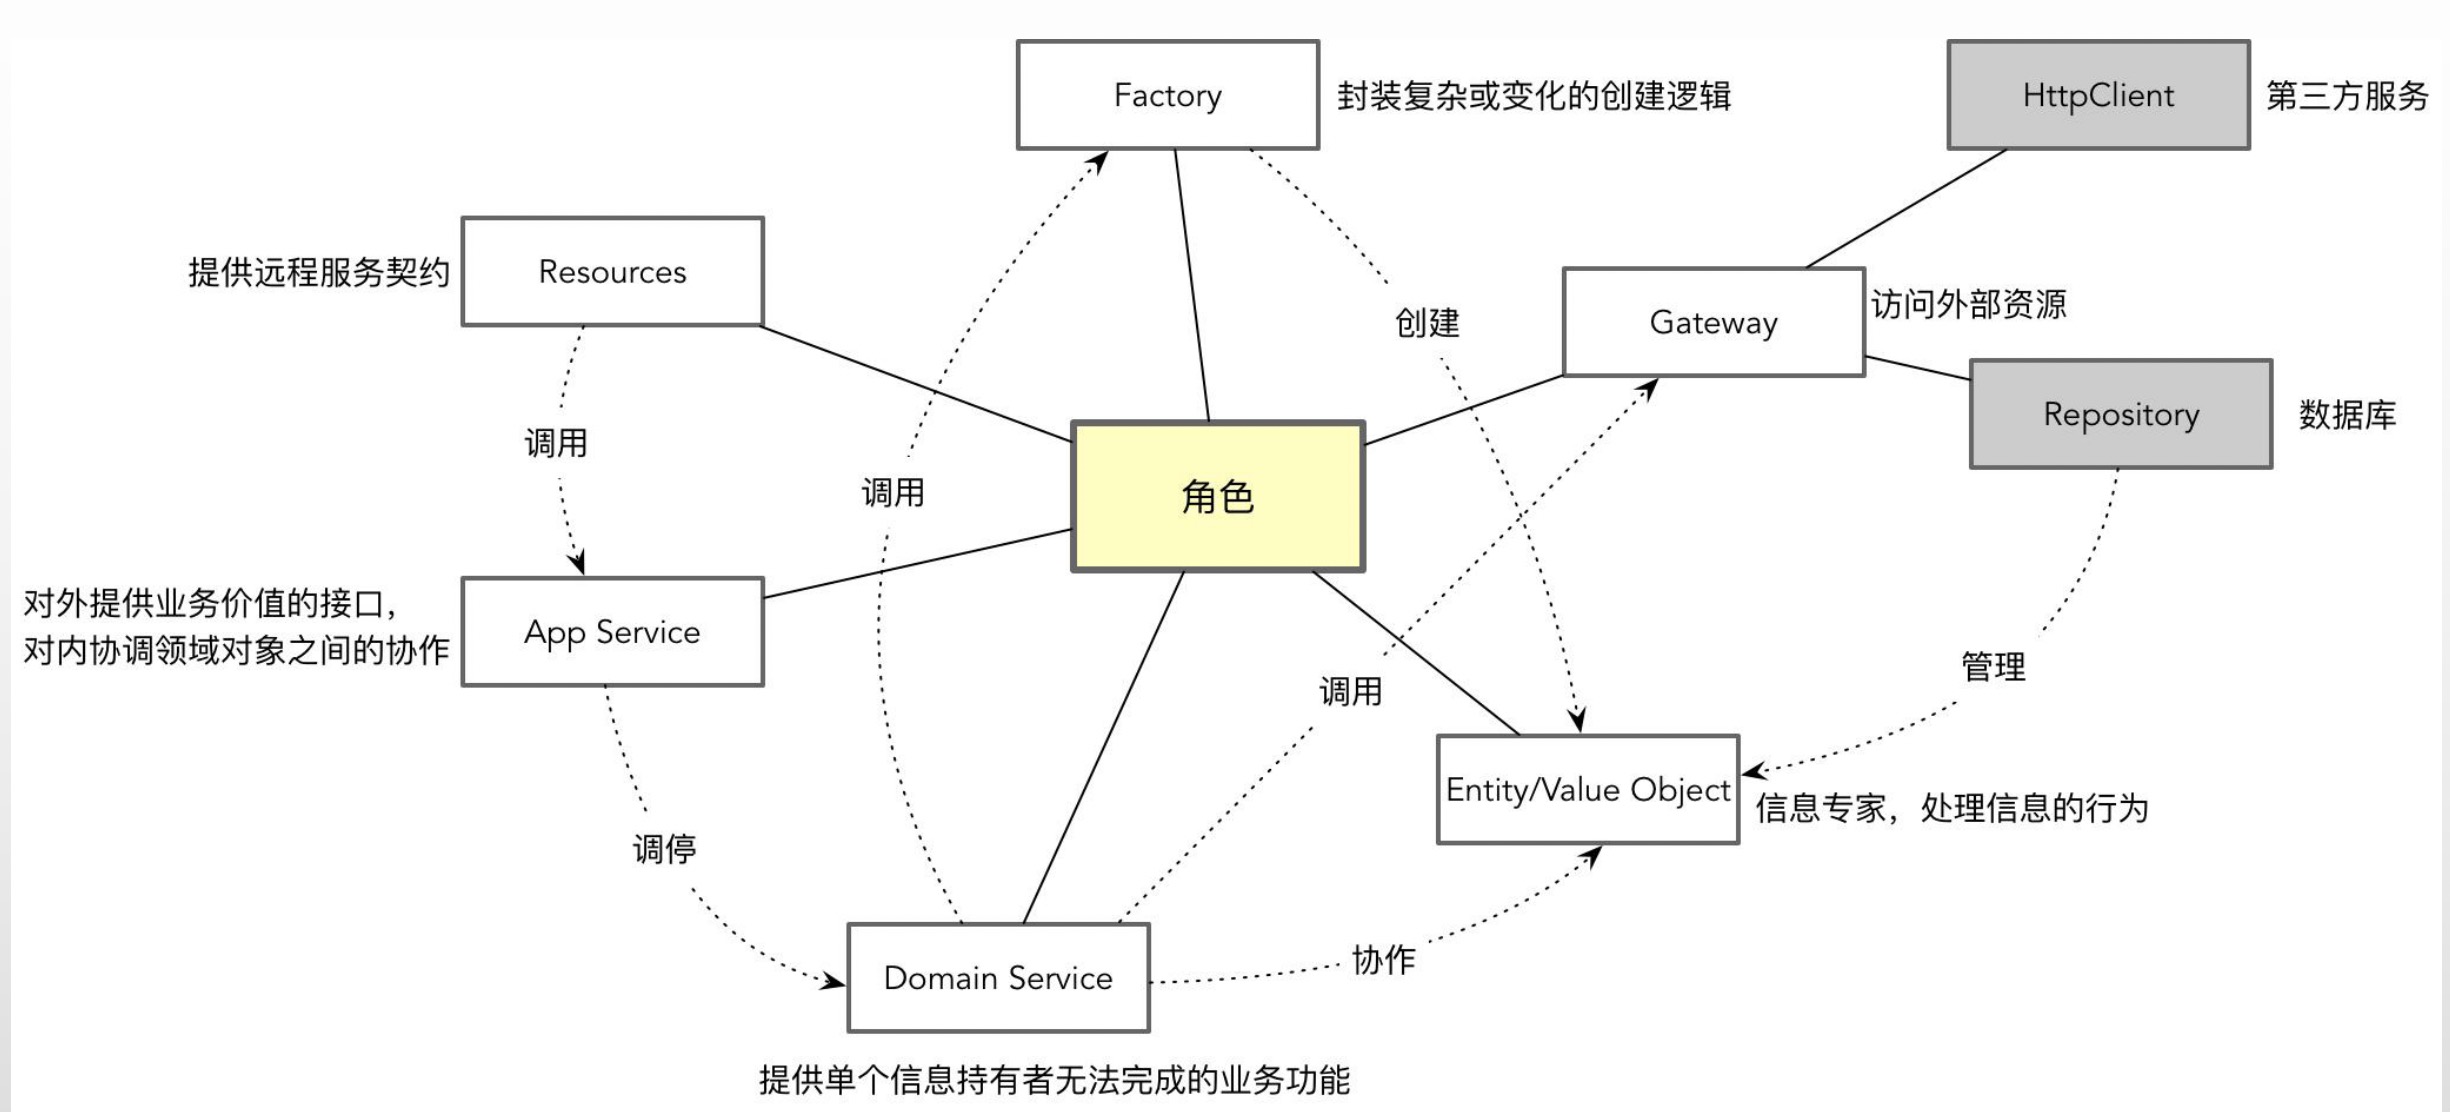 Factory
封装复杂或变化的创建逻辑
HttpClient
第三方服务
提供远程服务契约
Resources
创建
Gateway
访问外部资源
调用
调用
角色
Repository
数据库
对外提供业务价值的接口，
对内协调领域对象之间的协作
App Service
调用
管理
调停
Entity/Value Object
信息专家，处理信息的行为
Domain Service
协作
提供单个信息持有者无法完成的业务功能